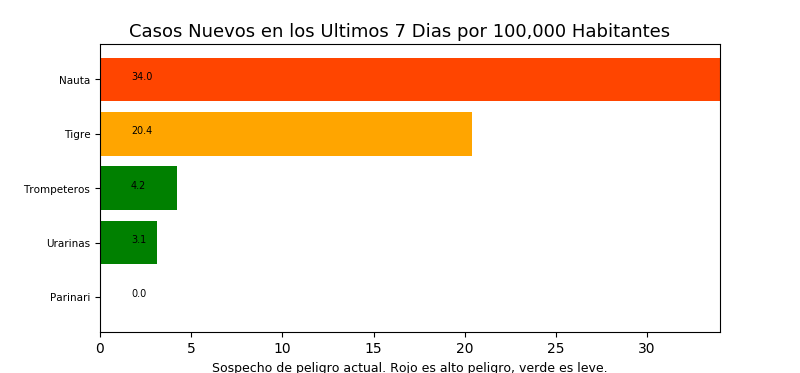 Casos Nuevos en los Ultimos 7 Dias por 100,000 Habitantes
Nauta 34.0
Tigre 20.4
Trompeteros 4.2
Urarinas 3.1
Parinari 0.0
0 5 10 15 20 25 30
Sospecho de peligro actual. Rojo es alto peligro, verde es leve.